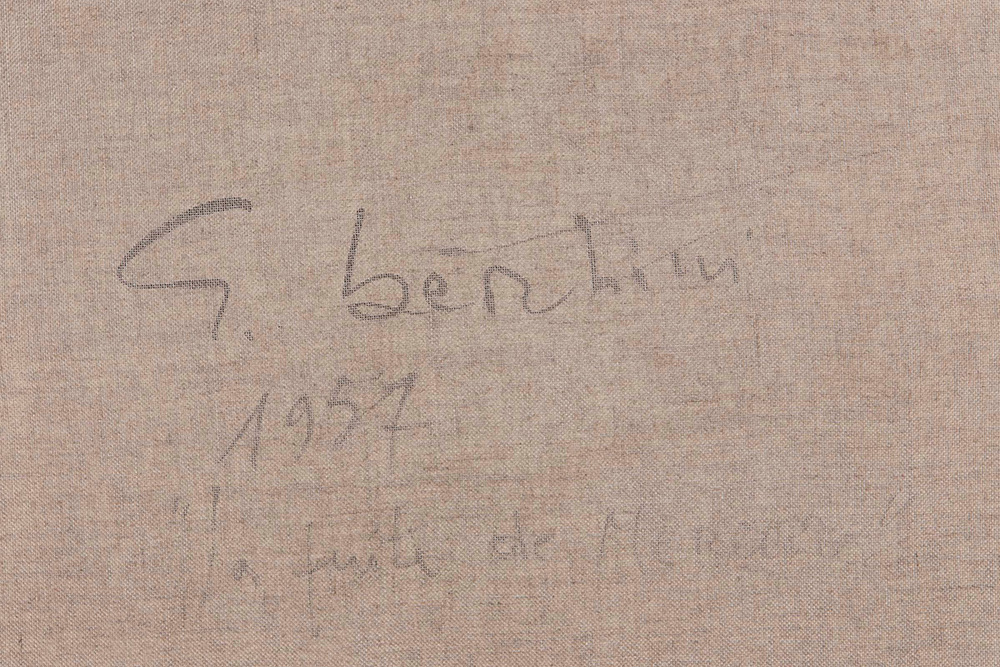 G. bertini
1957
"la fuite de